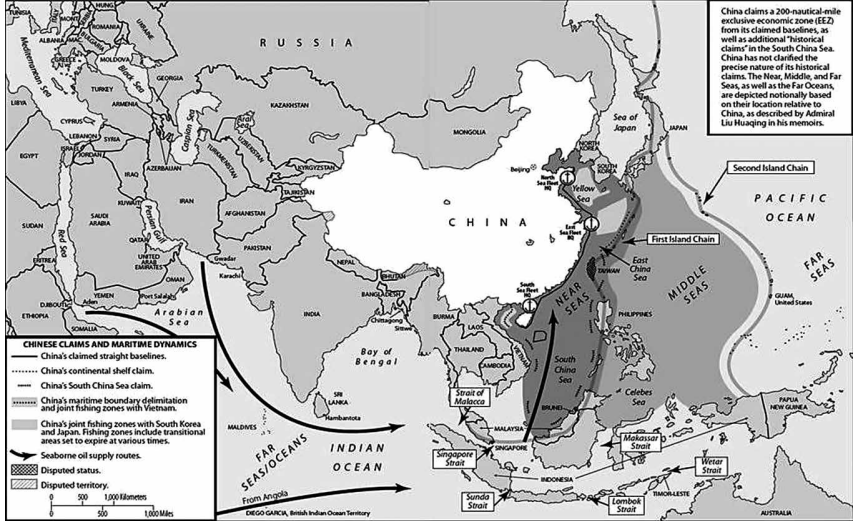 China claims a 200-nautical-mile
exclusive economic zone (EEZ)
from its claimed baselines, as
well as additional "historical
claims" in the South China Sea.
China has not clarified the
precise nature of its historical
claims. The Near, Middle, and Far
Seas, as well as the Far Oceans,
are depicted notionally based
on their location relative to
China, as described by Admiral
Liu Huaqing in his memoirs.
TUNISIA
MONT
HUNG.
ROMANIA
ALBANIA
MAC.
BULGARIA
MOLDOVA
UKRAINE
RUSSIA
Mediterranean Sea
Black Sea
GEORGIA
TURKEY
ARMENIA
AZERBAIJAN
Caspian Sea
Aral
Sea
KAZAKHSTAN
UZBEKISTAN
TURKMENISTAN
KYRGYZSTAN
TAJIKISTAN
MONGOLIA
LIBYA
CYPRUS
LEBANON
SYRIA
ISRAEL
JORDAN
EGYPT
IRAQ
IRAN
KUWAIT
Persian Gulf
AFGHANISTAN
PAKISTAN
SAUDI
ARABIA
QATAR
UNITED
ARAB
EMIRATES
OMAN
Gwadar
Karachi
Red Sea
SUDAN
ERITREA
YEMEN
Port Salalah
Aden
DJIBOUTI
ETHIOPIA
SOMALIA
Arabian
Sea
NEPAL
BHUTAN
BANGLADESH
INDIA
Chittagong
Sittwe
BURMA
Bay of
Bengal
SRI
LANKA
Hambantota
MALDIVES
CHINA
Beijing
North
Sea Fleet
HQ
East
Sea Fleet
HQ
South
Sea Fleet
HQ
NORTH
KOREA
SOUTH
KOREA
Yellow
Sea
Sea of
Japan
JAPAN
Second Island Chain
PACIFIC
OCEAN
First Island Chain
East
China
Sea
TAIWAN
NEAR
SEAS
MIDDLE
SEAS
FAR
SEAS
GUAM,
United States
LAOS
THAILAND
VIETNAM
CAMBODIA
South
China
Sea
PHILIPPINES
Celebes
Sea
BRUNEI
MALAYSIA
SINGAPORE
INDONESIA
PAPUA
NEW GUINEA
TIMOR-LESTE
AUSTRALIA
Strait of
Malacca
Singapore
Strait
Sunda
Strait
Lombok
Strait
Makassar
Strait
Wetar
Strait
FAR
SEAS/OCEANS
INDIAN
OCEAN
From Angola
DIEGO GARCIA, British Indian Ocean Territory
CHINESE CLAIMS AND MARITIME DYNAMICS
China's claimed straight baselines.
China's continental shelf claim.
China's South China Sea claim.
China's maritime boundary delimitation
and joint fishing zones with Vietnam.
China's joint fishing zones with South Korea
and Japan. Fishing zones include transitional
areas set to expire at various times.
Seaborne oil supply routes.
Disputed status.
Disputed territory.
0 500 1,000 Kilometers
0 500 1,000 Miles